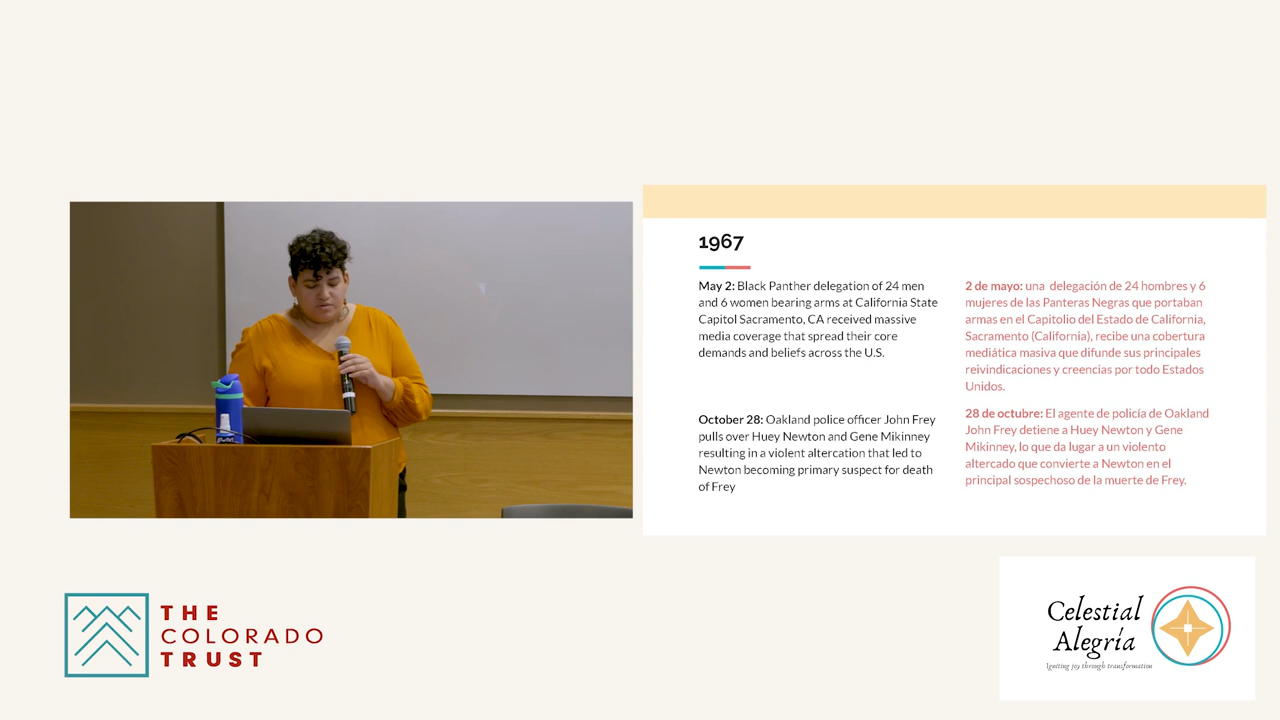 1967
May 2: Black Panther delegation of 24 men
and 6 women bearing arms at California State
Capitol Sacramento, CA received massive
media coverage that spread their core
demands and beliefs across the U.S.
October 28: Oakland police officer John Frey
pulls over Huey Newton and Gene Mikinney
resulting in a violent altercation that led to
Newton becoming primary suspect for death
of Frey
2 de mayo: una delegación de 24 hombres y 6
mujeres de las Panteras Negras que portaban
armas en el Capitolio del Estado de California,
Sacramento (California), recibe una cobertura
mediática masiva que difunde sus principales
reivindicaciones y creencias por todo Estados
Unidos.
28 de octubre: El agente de policía de Oakland
John Frey detiene a Huey Newton y Gene
Mikinney, lo que da lugar a un violento
altercado que convierte a Newton en el
principal sospechoso de la muerte de Frey.
THE
COLORADO
TRUST
Celestial
Alegría
Igniting joy through transformation